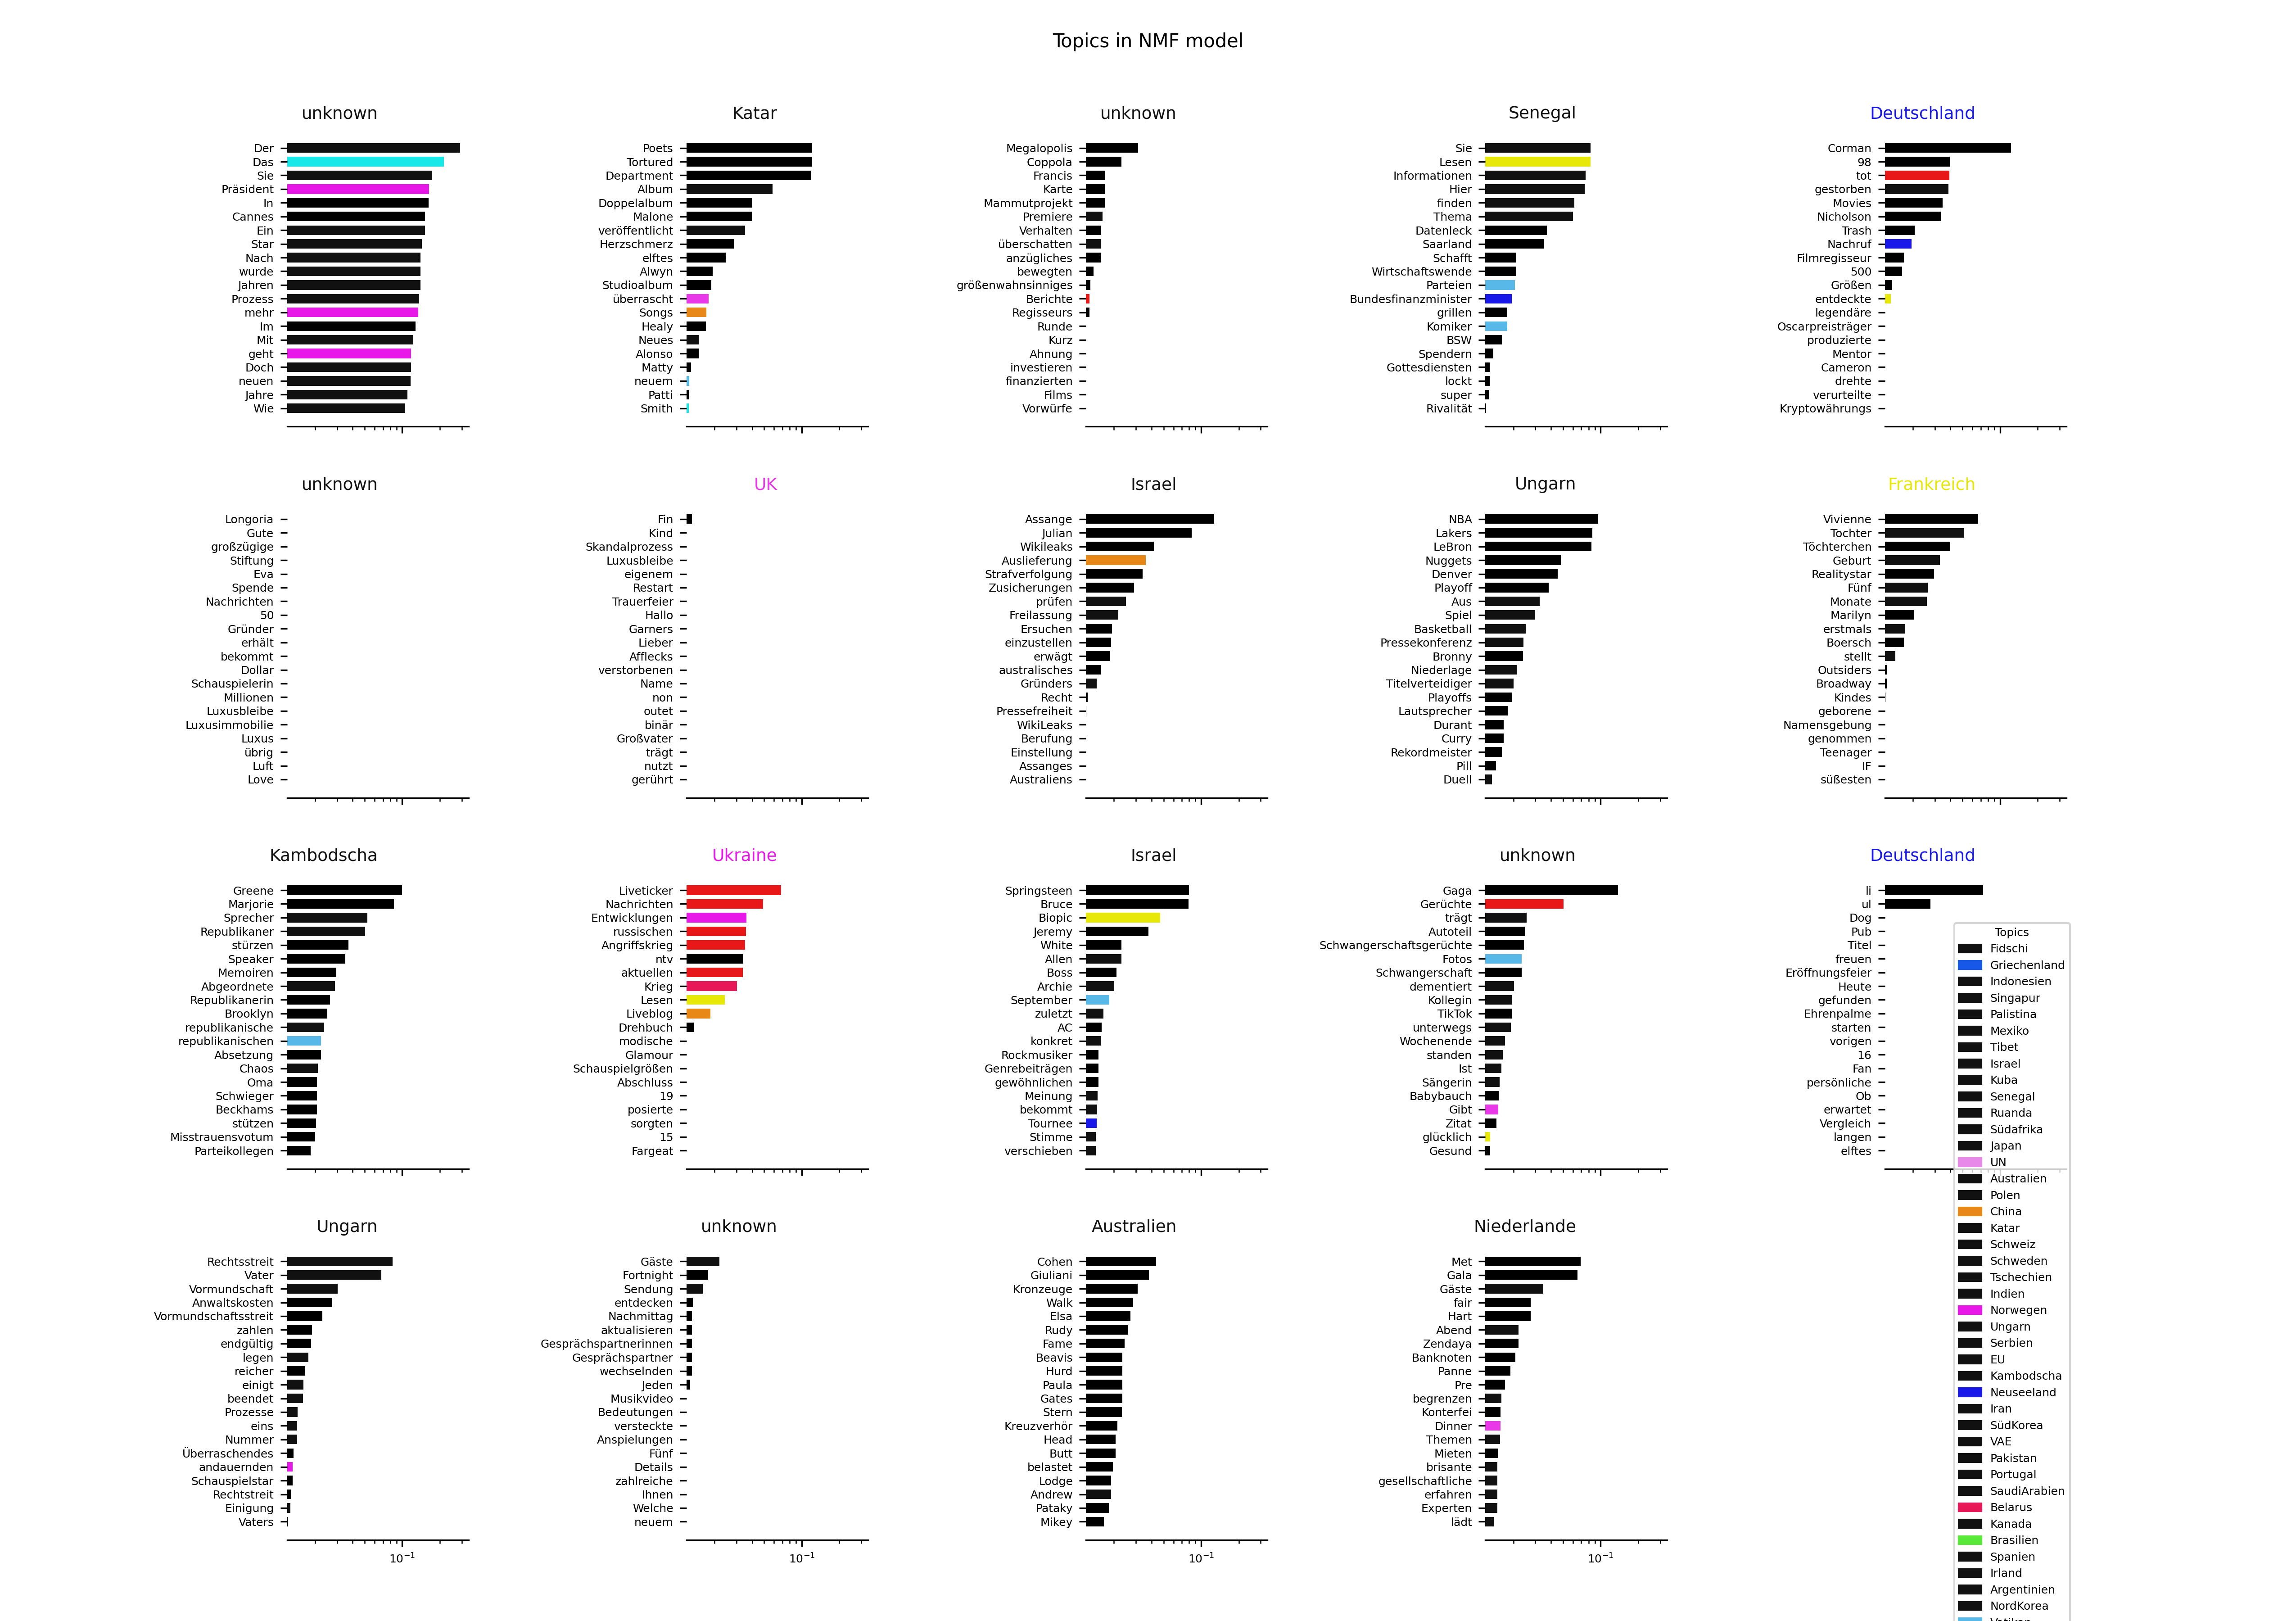 Topics in NMF model
unknown
Der
Das
Sie
Präsident
In
Cannes
Ein
Star
Nach
wurde
Jahren
Prozess
mehr
Im
Mit
geht
Doch
neuen
Jahre
Wie
Katar
Poets
Tortured
Department
Album
Doppelalbum
Malone
veröffentlicht
Herzschmerz
elftes
Alwyn
Studioalbum
überrascht
Songs
Healy
Neues
Alonso
Matty
neuem
Patti
Smith
unknown
Megalopolis
Coppola
Francis
Karte
Mammutprojekt
Premiere
Verhalten
überschatten
anzügliches
bewegten
größenwahnsinniges
Berichte
Regisseurs
Runde
Kurz
Ahnung
investieren
finanzierten
Films
Vorwürfe
Senegal
Sie
Lesen
Informationen
Hier
finden
Thema
Datenleck
Saarland
Schafft
Wirtschaftswende
Parteien
Bundesfinanzminister
grillen
Komiker
BSW
Spendern
Gottesdiensten
lockt
super
Rivalität
Deutschland
Corman
98
tot
gestorben
Movies
Nicholson
Trash
Nachruf
Filmregisseur
500
Größen
entdeckte
legendäre
Oscarpreisträger
produzierte
Mentor
Cameron
drehte
verurteilte
Kryptowährungs
unknown
Longoria
Gute
großzügige
Stiftung
Eva
Spende
Nachrichten
50
Gründer
erhält
bekommt
Dollar
Schauspielerin
Millionen
Luxusbleibe
Luxusimmobilie
Luxus
übrig
Luft
Love
UK
Fin
Kind
Skandalprozess
Luxusbleibe
eigenem
Restart
Trauerfeier
Hallo
Garners
Lieber
Afflecks
verstorbenen
Name
non
outet
binär
Großvater
trägt
nutzt
gerührt
Israel
Assange
Julian
Wikileaks
Auslieferung
Strafverfolgung
Zusicherungen
prüfen
Freilassung
Ersuchen
einzustellen
erwägt
australisches
Gründers
Recht
Pressefreiheit
WikiLeaks
Berufung
Einstellung
Assanges
Australiens
Ungarn
NBA
Lakers
LeBron
Nuggets
Denver
Playoff
Aus
Spiel
Basketball
Pressekonferenz
Bronny
Niederlage
Titelverteidiger
Playoffs
Lautsprecher
Durant
Curry
Rekordmeister
Pill
Duell
Frankreich
Vivienne
Tochter
Töchterchen
Geburt
Realitystar
Fünf
Monate
Marilyn
erstmals
Boersch
stellt
Outsiders
Broadway
Kindes
geborene
Namensgebung
genommen
Teenager
IF
süßesten
Kambodscha
Greene
Marjorie
Sprecher
Republikaner
stürzen
Speaker
Memoiren
Abgeordnete
Republikanerin
Brooklyn
republikanische
republikanischen
Absetzung
Chaos
Oma
Schwieger
Beckhams
stützen
Misstrauensvotum
Parteikollegen
Ukraine
Liveticker
Nachrichten
Entwicklungen
russischen
Angriffskrieg
ntv
aktuellen
Krieg
Lesen
Liveblog
Drehbuch
modische
Glamour
Schauspielgrößen
Abschluss
19
posierte
sorgten
15
Fargeat
Israel
Springsteen
Bruce
Biopic
Jeremy
White
Allen
Boss
Archie
September
zuletzt
AC
konkret
Rockmusiker
Genrebeiträgen
gewöhnlichen
Meinung
bekommt
Tournee
Stimme
verschieben
unknown
Gaga
Gerüchte
trägt
Autoteil
Schwangerschaftsgerüchte
Fotos
Schwangerschaft
dementiert
Kollegin
TikTok
unterwegs
Wochenende
standen
Ist
Sängerin
Babybauch
Gibt
Zitat
glücklich
Gesund
Deutschland
li
ul
Dog
Pub
Titel
freuen
Eröffnungsfeier
Heute
gefunden
Ehrenpalme
starten
vorigen
16
Fan
persönliche
Ob
erwartet
Vergleich
langen
elftes
Ungarn
Rechtsstreit
Vater
Vormundschaft
Anwaltskosten
Vormundschaftsstreit
zahlen
endgültig
legen
reicher
einigt
beendet
Prozesse
eins
Nummer
Überraschendes
andauernden
Schauspielstar
Rechtstreit
Einigung
Vaters
10⁻¹
unknown
Gäste
Fortnight
Sendung
entdecken
Nachmittag
aktualisieren
Gesprächspartnerinnen
Gesprächspartner
wechselnden
Jeden
Musikvideo
Bedeutungen
versteckte
Anspielungen
Fünf
Details
zahlreiche
Ihnen
Welche
neuem
10⁻¹
Australien
Cohen
Giuliani
Kronzeuge
Walk
Elsa
Rudy
Fame
Beavis
Hurd
Paula
Gates
Stern
Kreuzverhör
Head
Butt
belastet
Lodge
Andrew
Pataky
Mikey
10⁻¹
Niederlande
Met
Gala
Gäste
fair
Hart
Abend
Zendaya
Banknoten
Panne
Pre
begrenzen
Konterfei
Dinner
Themen
Mieten
brisante
gesellschaftliche
erfahren
Experten
lädt
10⁻¹
Topics
Fidschi
Griechenland
Indonesien
Singapur
Palistina
Mexiko
Tibet
Israel
Kuba
Senegal
Ruanda
Südafrika
Japan
UN
Australien
Polen
China
Katar
Schweiz
Schweden
Tschechien
Indien
Norwegen
Ungarn
Serbien
EU
Kambodscha
Neuseeland
Iran
SüdKorea
VAE
Pakistan
Portugal
SaudiArabien
Belarus
Kanada
Brasilien
Spanien
Irland
Argentinien
NordKorea